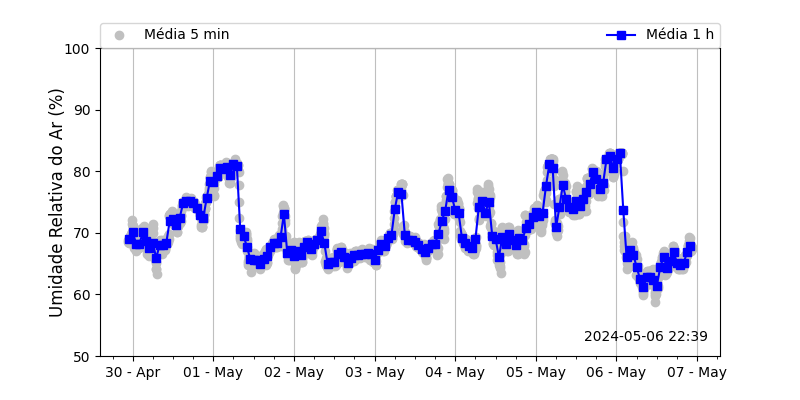 Média 5 min
Média 1 h
100
90
80
70
60
50
Umidade Relativa do Ar (%)
2024-05-06 22:39
30 - Apr
01 - May
02 - May
03 - May
04 - May
05 - May
06 - May
07 - May